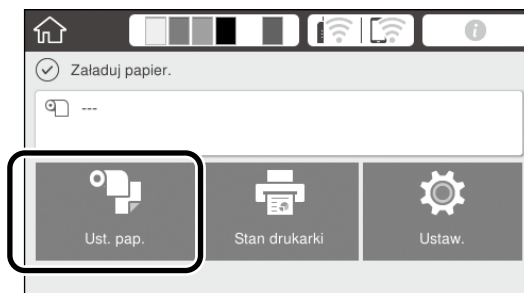 Załaduj papier.
---
Ust. pap.
Stan drukarki
Ustaw.